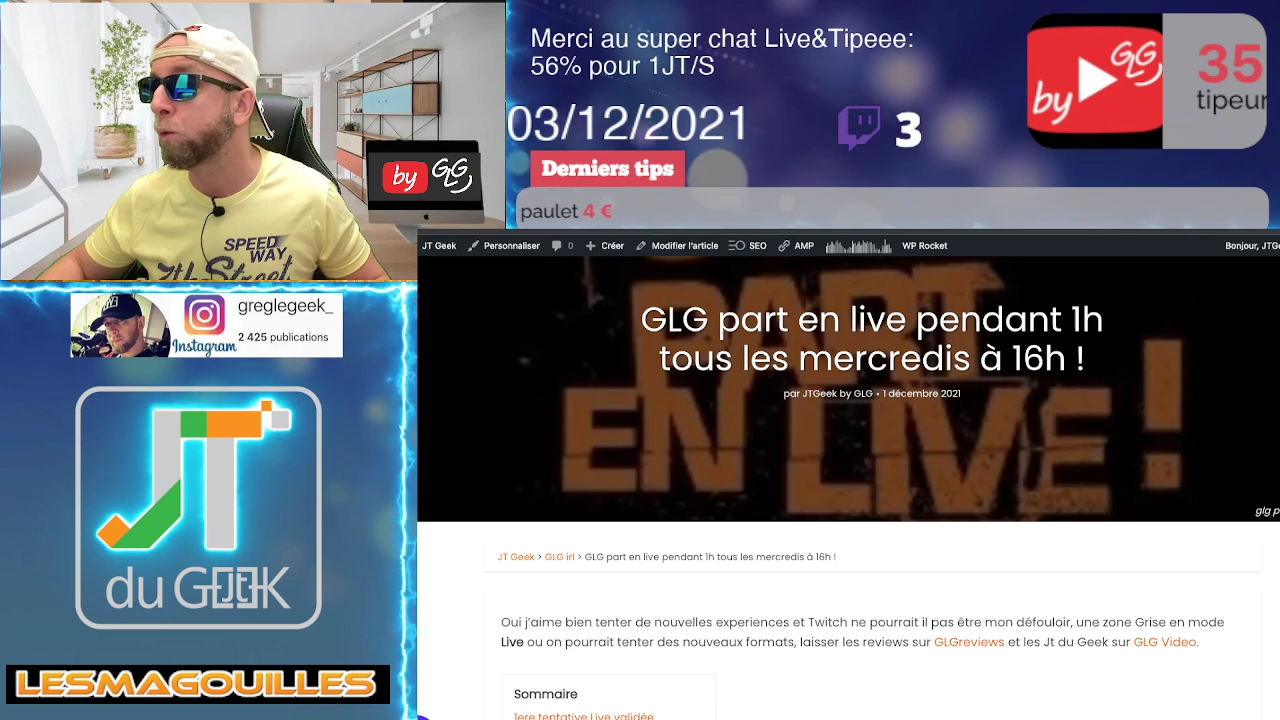 Merci au super chat Live&Tipeee:
56% pour 1JT/S
03/12/2021
3
by GLG
35
tipeur
Derniers tips
paulet 4 €
by GLG
SPEED
WAY
7th Street
JT Geek Personnaliser 0 Créer Modifier l'article SEO AMP WP Rocket Bonjour, JTGe
PART
EN LIVE !
GLG part en live pendant 1h
tous les mercredis à 16h !
par JTGeek by GLG • 1 décembre 2021
glg p
greglegeek_
Instagram
2 425 publications
JT
du GEEK
LESMAGOUILLES
JT Geek > GLG irl > GLG part en live pendant 1h tous les mercredis à 16h !
Oui j'aime bien tenter de nouvelles experiences et Twitch ne pourrait il pas être mon défouloir, une zone Grise en mode
Live ou on pourrait tenter des nouveaux formats, laisser les reviews sur GLGreviews et les Jt du Geek sur GLG Video.
Sommaire
1ere tentative Live validée